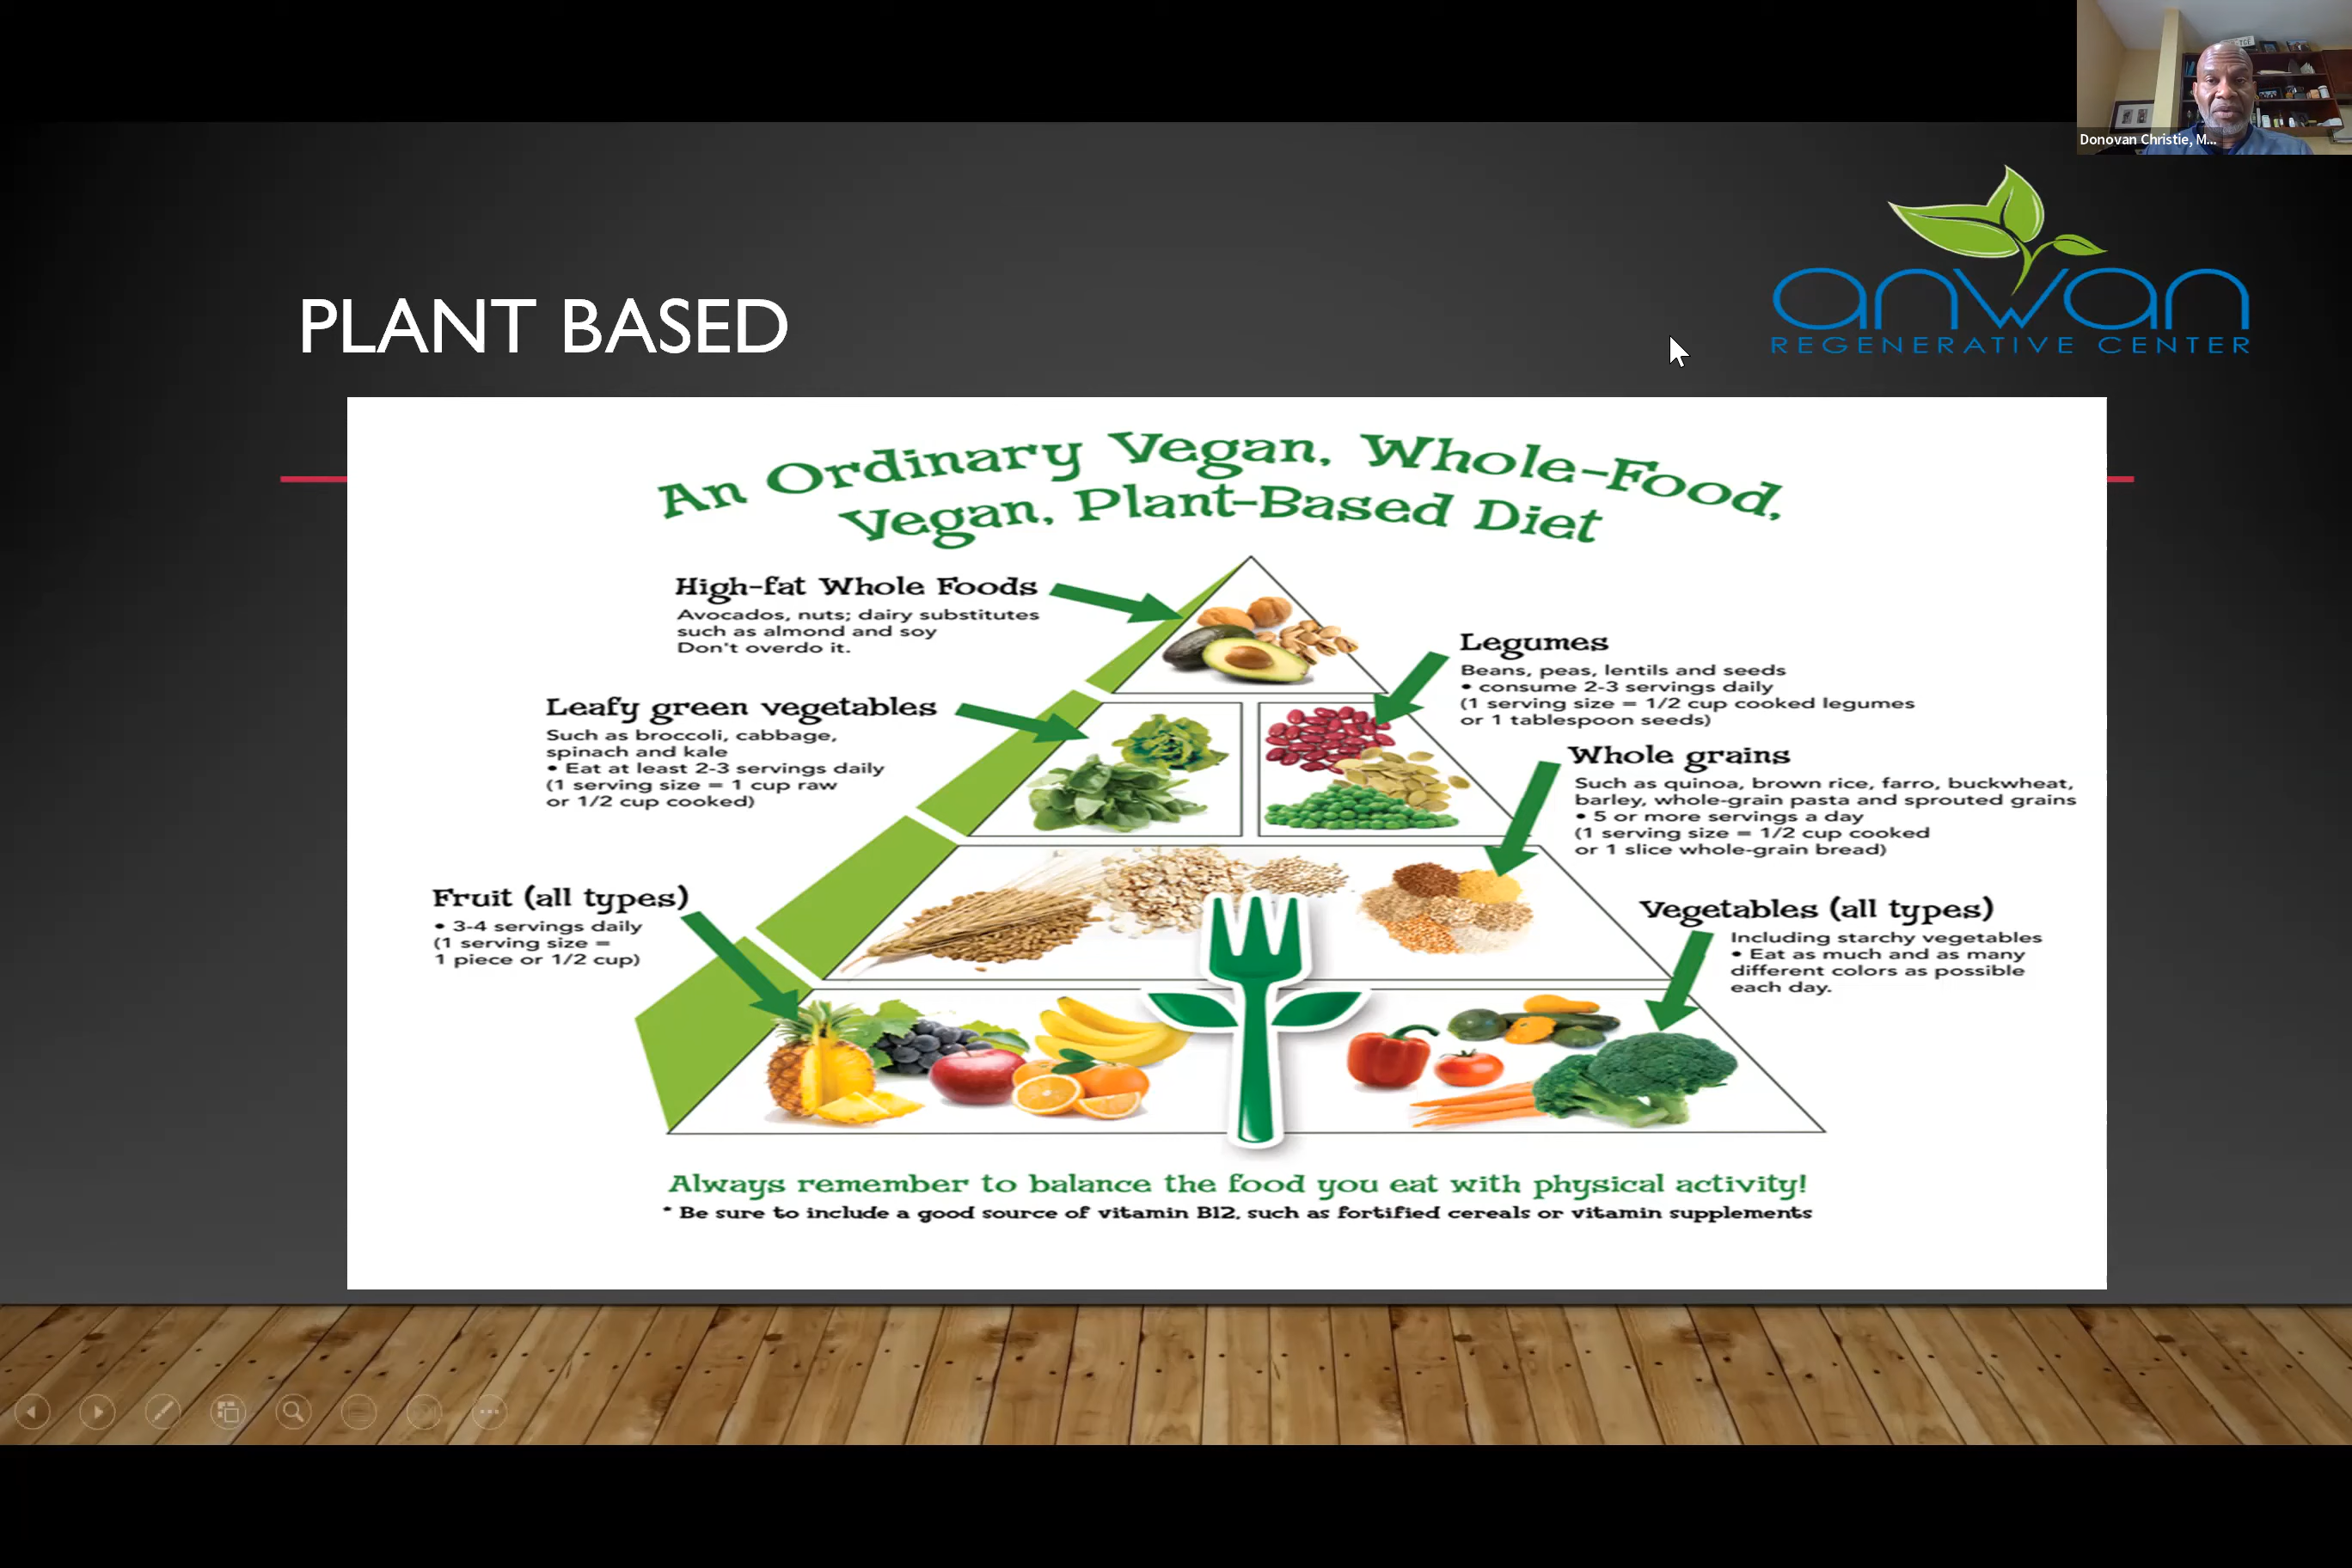 Donovan Christie, M...
anwan
REGENERATIVE CENTER
PLANT BASED
An Ordinary Vegan, Whole-Food,
Vegan, Plant-Based Diet
High-fat Whole Foods
Avocados, nuts; dairy substitutes
such as almond and soy
Don't overdo it.
Legumes
Beans, peas, lentils and seeds
• consume 2-3 servings daily
(1 serving size = 1/2 cup cooked legumes
or 1 tablespoon seeds)
Leafy green vegetables
Such as broccoli, cabbage,
spinach and kale
• Eat at least 2-3 servings daily
(1 serving size = 1 cup raw
or 1/2 cup cooked)
Whole grains
Such as quinoa, brown rice, farro, buckwheat,
barley, whole-grain pasta and sprouted grains
• 5 or more servings a day
(1 serving size = 1/2 cup cooked
or 1 slice whole-grain bread)
Fruit (all types)
• 3-4 servings daily
(1 serving size =
1 piece or 1/2 cup)
Vegetables (all types)
Including starchy vegetables
• Eat as much and as many
different colors as possible
each day.
Always remember to balance the food you eat with physical activity!
* Be sure to include a good source of vitamin B12, such as fortified cereals or vitamin supplements